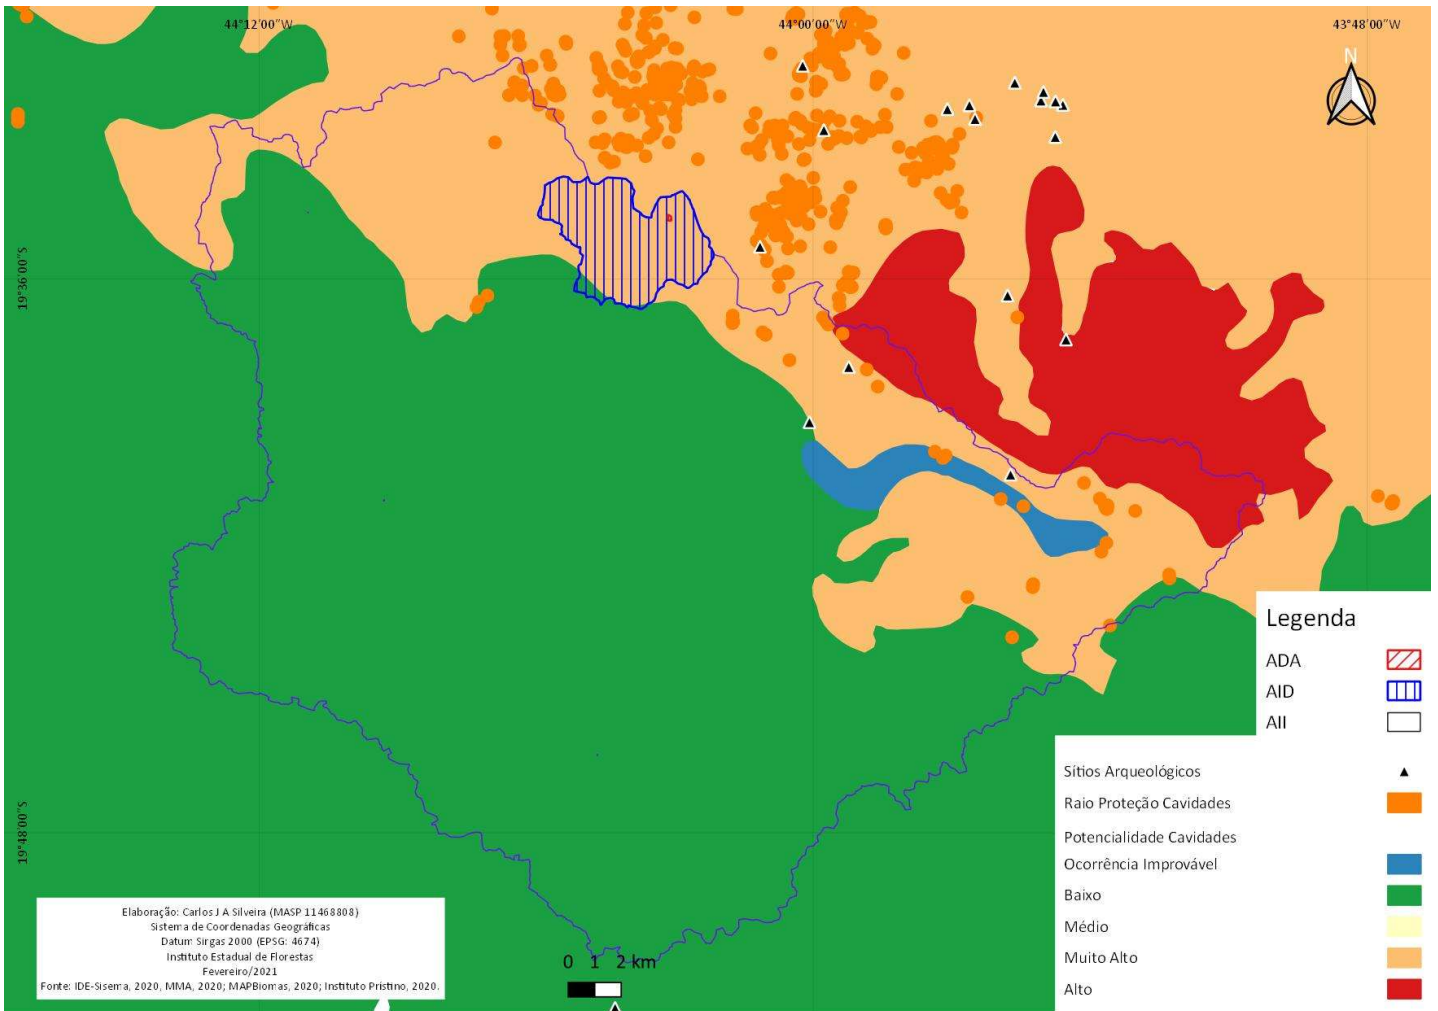 44°12'00"W
44°00'00"W
43°48'00"W
N
19°36'00"S
19°48'00"S
Legenda
ADA
AID
AII
Sítios Arqueológicos
Raio Proteção Cavidades
Potencialidade Cavidades
Ocorrência Improvável
Baixo
Médio
Muito Alto
Alto
Elaboração: Carlos J A Silveira (MASP 11468808)
Sistema de Coordenadas Geográficas
Datum Sirgas 2000 (EPSG: 4674)
Instituto Estadual de Florestas
Fevereiro/2021
Fonte: IDE-Sisema, 2020, MMA, 2020; MAPBiomas, 2020; Instituto Prístino, 2020.
0 1 2 km